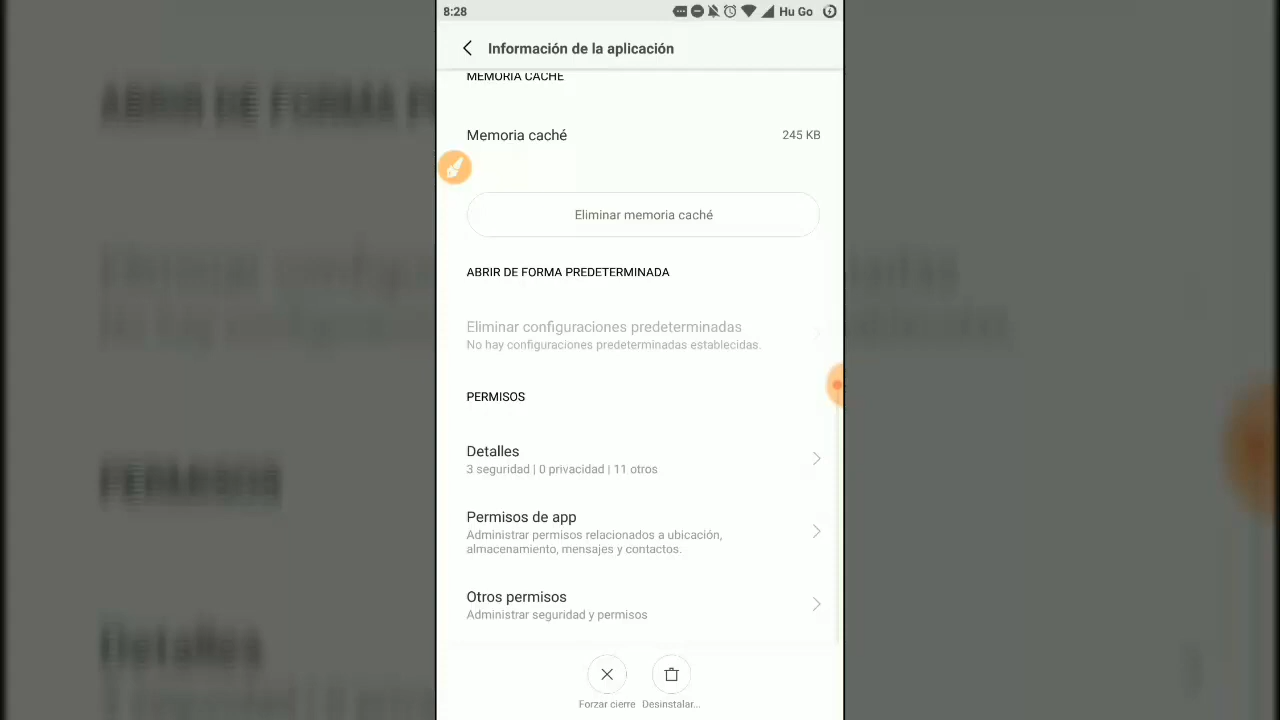 8:28 Hu Go
Información de la aplicación
MEMORIA CACHÉ
Memoria caché 245 KB
Eliminar memoria caché
ABRIR DE FORMA PREDETERMINADA
Eliminar configuraciones predeterminadas
No hay configuraciones predeterminadas establecidas.
PERMISOS
Detalles
3 seguridad | 0 privacidad | 11 otros
Permisos de app
Administrar permisos relacionados a ubicación,
almacenamiento, mensajes y contactos.
Otros permisos
Administrar seguridad y permisos
Forzar cierre Desinstalar...